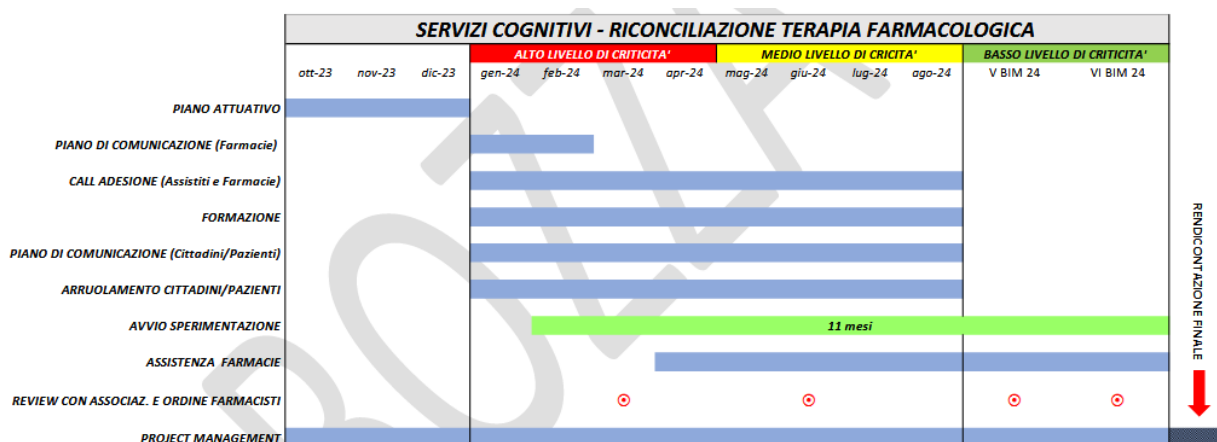 SERVIZI COGNITIVI - RICONCILIAZIONE TERAPIA FARMACOLOGICA
ALTO LIVELLO DI CRITICITA' MEDIO LIVELLO DI CRICITA' BASSO LIVELLO DI CRITICITA'
ott-23 nov-23 dic-23 gen-24 feb-24 mar-24 apr-24 mag-24 giu-24 lug-24 ago-24 V BIM 24 VI BIM 24
PIANO ATTUATIVO
PIANO DI COMUNICAZIONE (Farmacie)
CALL ADESIONE (Assistiti e Farmacie)
FORMAZIONE
PIANO DI COMUNICAZIONE (Cittadini/Pazienti)
ARRUOLAMENTO CITTADINI/PAZIENTI
AVVIO SPERIMENTAZIONE 11 mesi
ASSISTENZA FARMACIE
REVIEW CON ASSOCIAZ. E ORDINE FARMACISTI
PROJECT MANAGEMENT
RENDICONTAZIONE FINALE
BOZZA